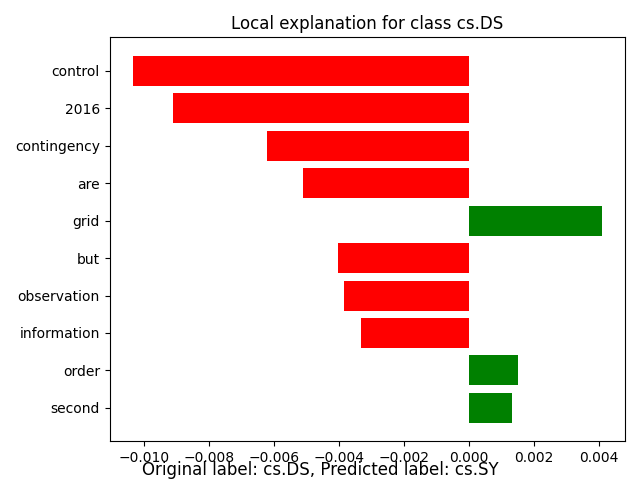 Local explanation for class cs.DS
control
2016
contingency
are
grid
but
observation
information
order
second
−0.010 −0.008 −0.006 −0.004 −0.002 0.000 0.002 0.004
Original label: cs.DS, Predicted label: cs.SY